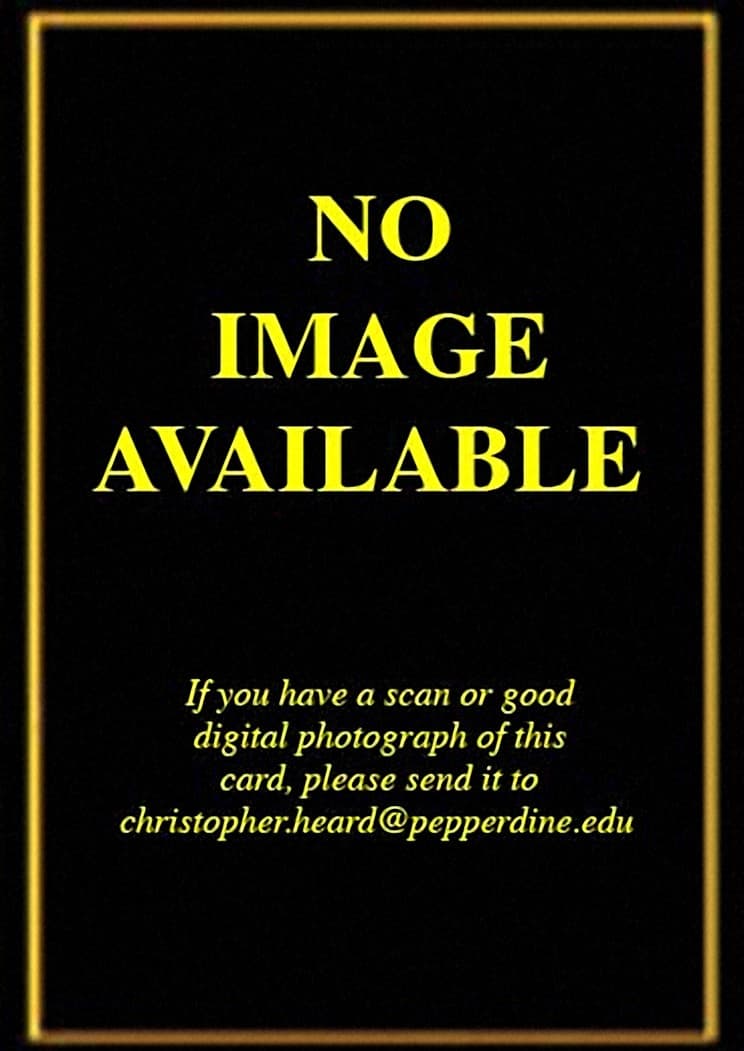 NO
IMAGE
AVAILABLE
If you have a scan or good
digital photograph of this
card, please send it to
christopher.heard@pepperdine.edu